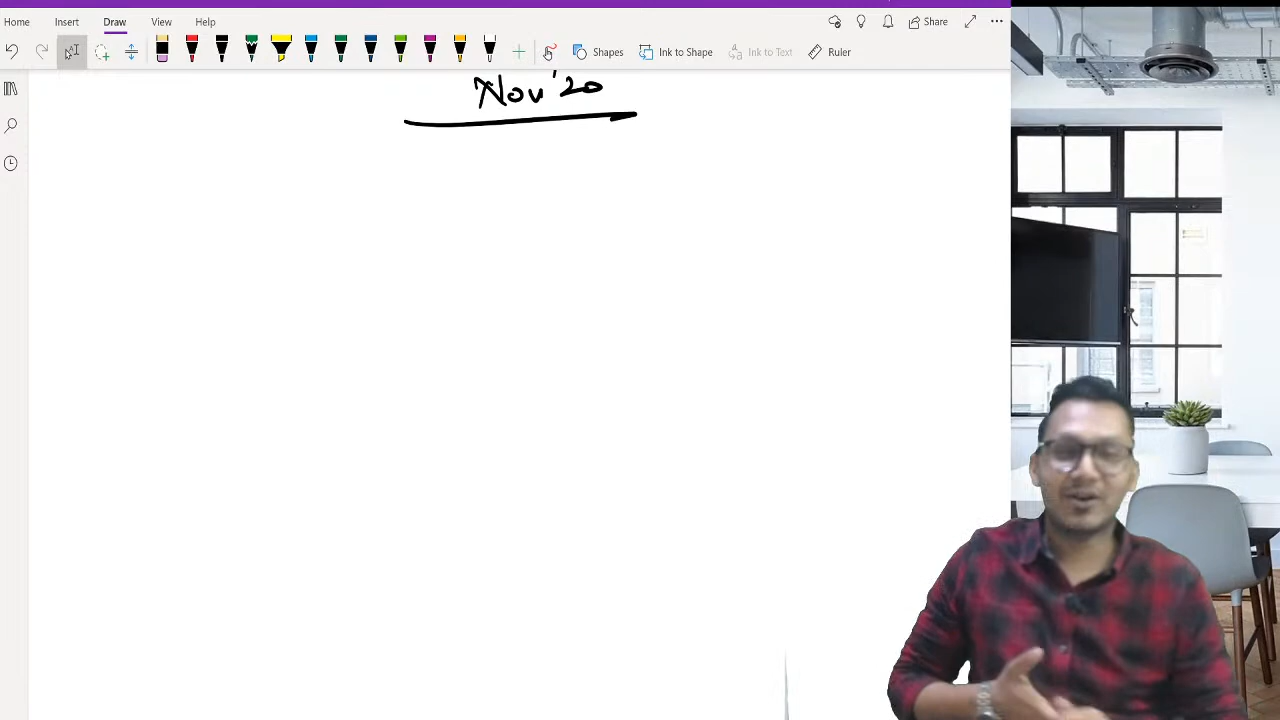 Home Insert Draw View Help Share
Shapes Ink to Shape Ink to Text Ruler
Nov'20